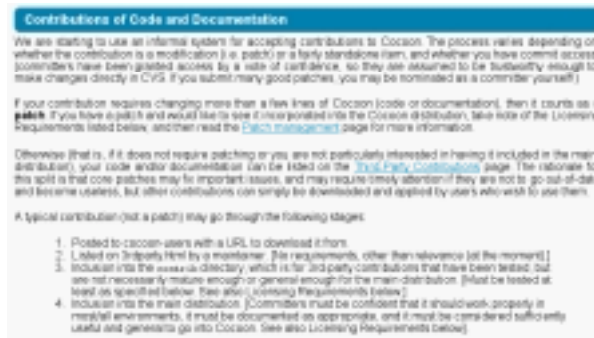 Contributions of Code and Documentation
We are starting to use an informal system for accepting contributions to Cocoon. The process varies depending on
whether the contribution is a modification (i.e. patch) or a fairly standalone item, and whether you have commit access
(committers have been granted access by a vote of confidence, so they are assumed to be trustworthy enough to
make changes directly in CVS. If you submit many good patches, you may be nominated as a committer yourself!)
If your contribution requires changing more than a few lines of Cocoon (code or documentation), then it counts as
patch. If you have a patch and would like to see it incorporated into the Cocoon distribution, take note of the Licensing
Requirements listed below, and then read the Patch management page for more information.
Otherwise (that is, if it does not require patching or you are not particularly interested in having it included in the main
distribution), your code and/or documentation can be listed on the Third Party Contributions page. The rationale fo
this split is that core patches may fix important issues, and may require timely attention if they are not to go out-of-date
and become useless, but other contributions can simply be downloaded and applied by users who wish to use them.
A typical contribution (not a patch) may go through the following stages:
1. Posted to cocoon-users with a URL to download it from.
2. Listed on 3rdparty.html by a maintainer. [No requirements, other than relevance (at the moment).]
3. Inclusion into the directory, which is for 3rd party contributions that have been tested, but
are not necessarily mature enough or general enough for the main distribution. [Must be tested at
least as specified below. See also Licensing Requirements below.]
4. Inclusion into the main distribution. [Committers must be confident that it should work properly in
most/all environments, it must be documented as appropriate, and it must be considered sufficiently
useful and general to go into Cocoon. See also Licensing Requirements below].